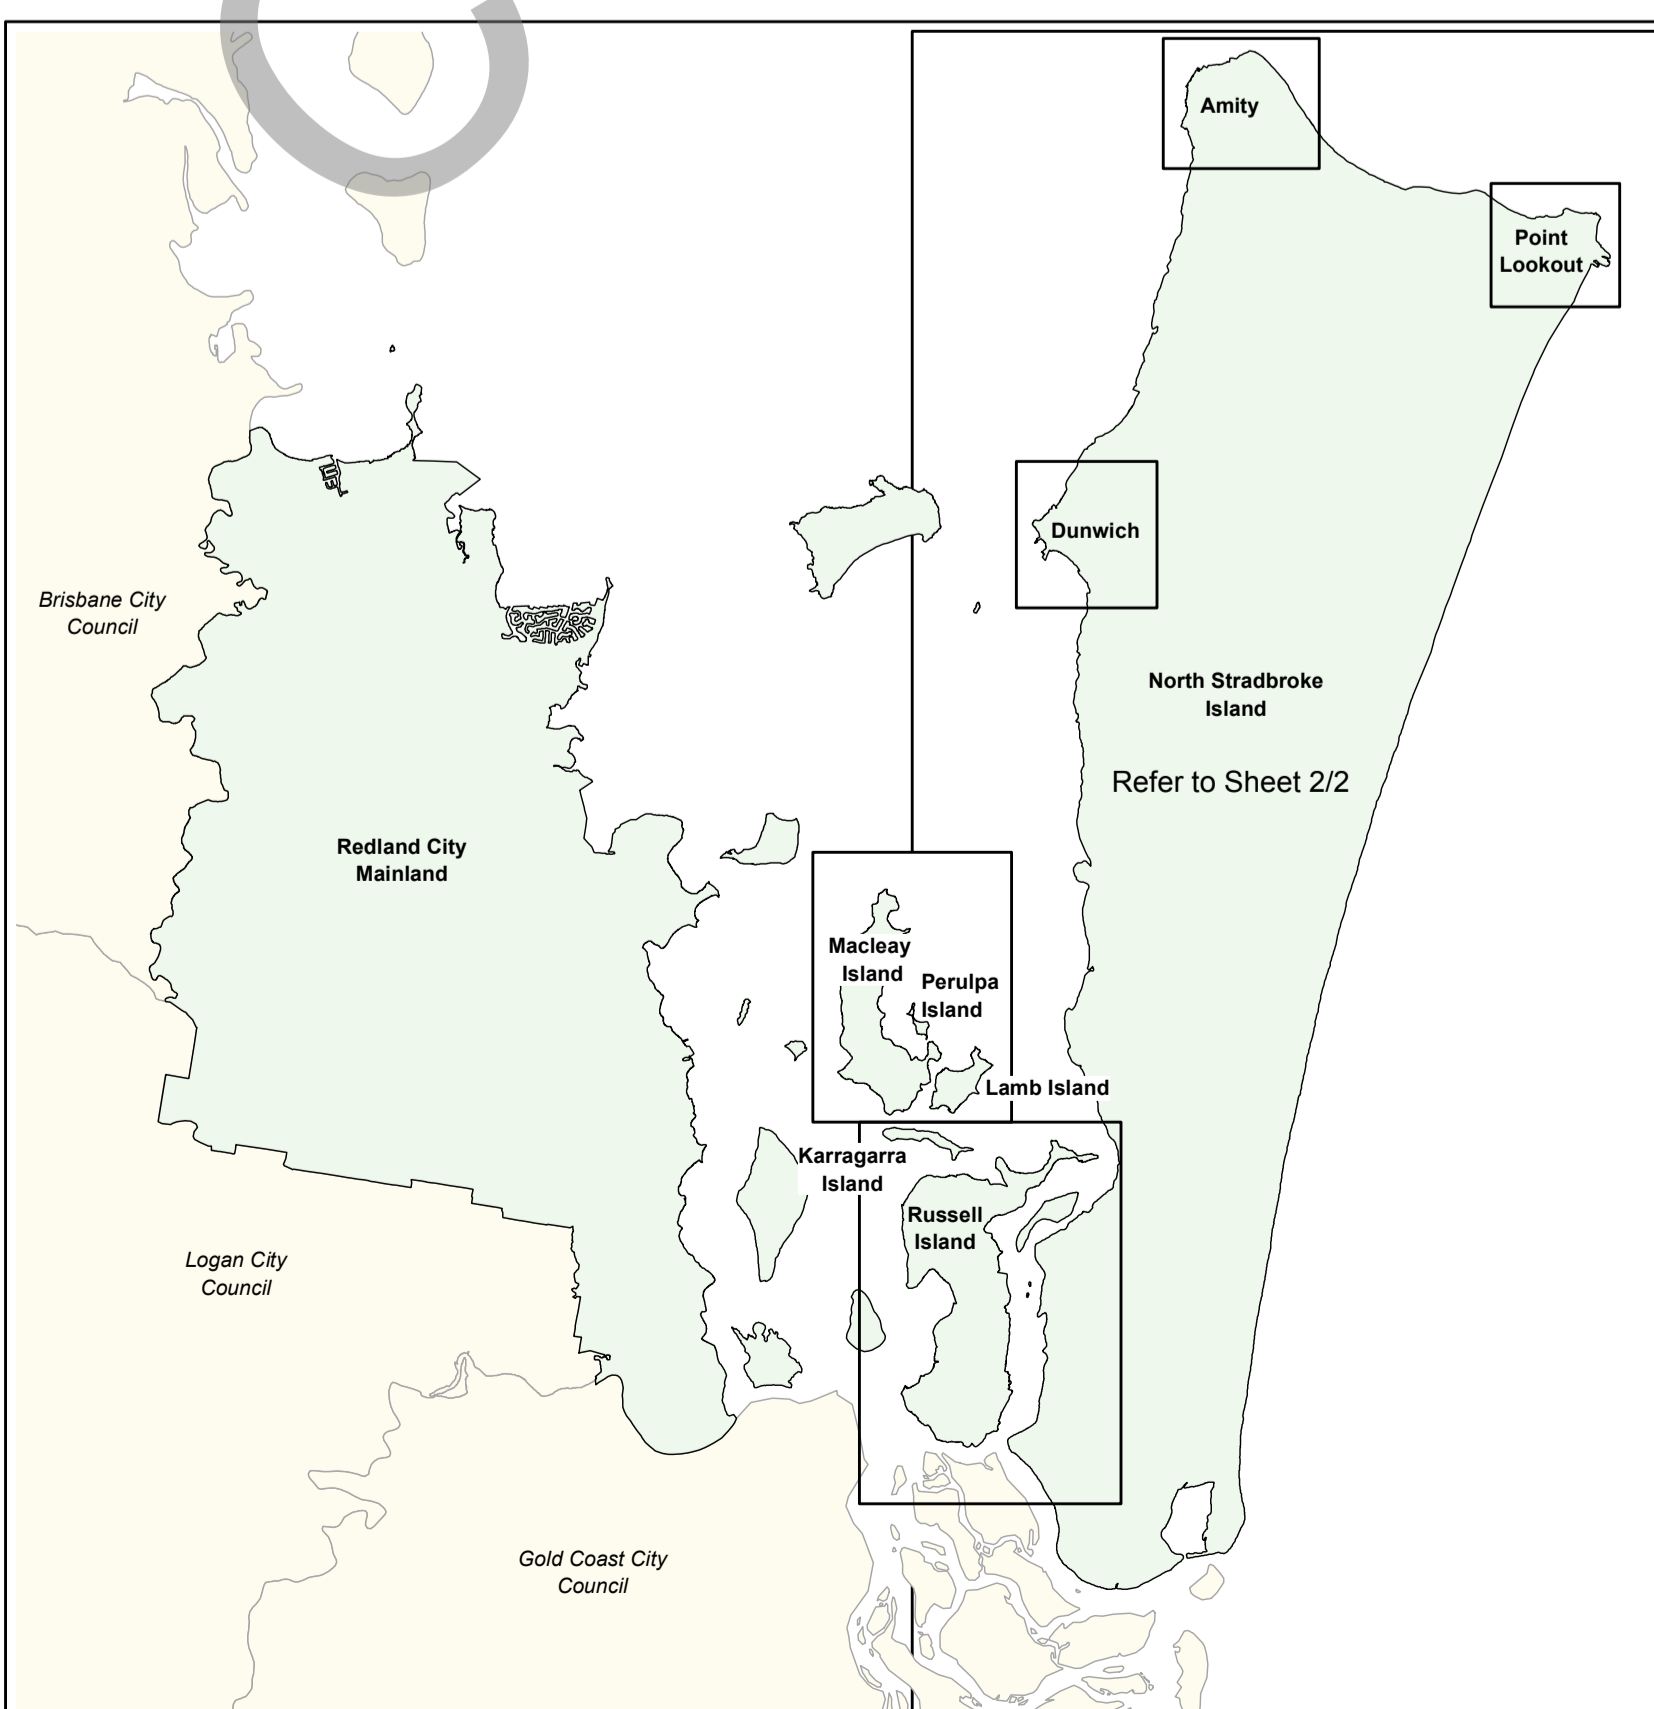 Amity
Point
Lookout
Dunwich
Brisbane City
Council
North Stradbroke
Island
Refer to Sheet 2/2
Redland City
Mainland
Macleay
Island
Perulpa
Island
Lamb Island
Karragarra
Island
Russell
Island
Logan City
Council
Gold Coast City
Council